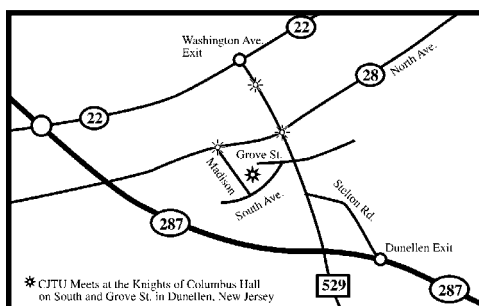 22
Washington Ave.
Exit
28
North Ave.
22
Grove St.
Madison
South Ave.
Stelton Rd.
287
Dunellen Exit
529
287
CJTU Meets at the Knights of Columbus Hall
on South and Grove St. in Dunellen, New Jersey